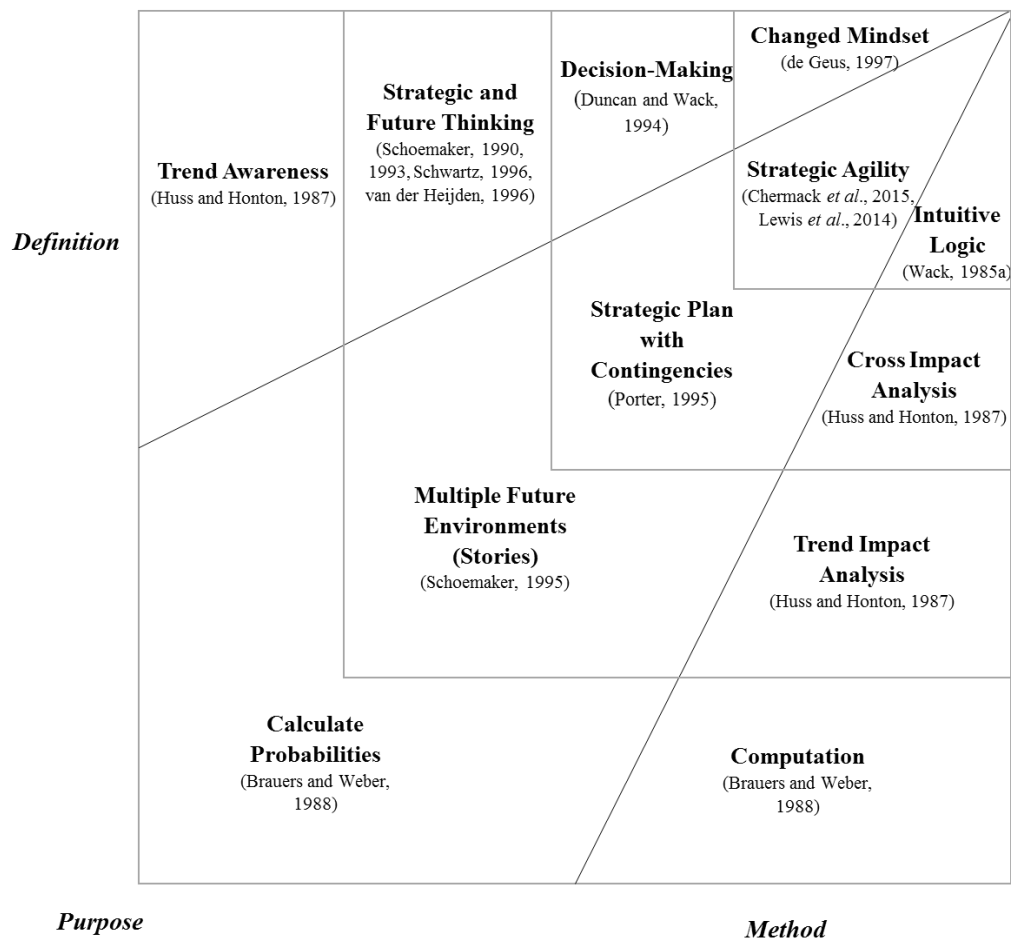 Changed Mindset
(de Geus, 1997)
Decision-Making
(Duncan and Wack,
1994)
Strategic and
Future Thinking
(Schoemaker, 1990,
1993, Schwartz, 1996,
van der Heijden, 1996)
Trend Awareness
(Huss and Honton, 1987)
Strategic Agility
(Chermack et al., 2015,
Lewis et al., 2014)
Intuitive
Logic
(Wack, 1985a)
Definition
Strategic Plan
with
Contingencies
(Porter, 1995)
Cross Impact
Analysis
(Huss and Honton, 1987)
Multiple Future
Environments
(Stories)
(Schoemaker, 1995)
Trend Impact
Analysis
(Huss and Honton, 1987)
Calculate
Probabilities
(Brauers and Weber,
1988)
Computation
(Brauers and Weber,
1988)
Purpose
Method